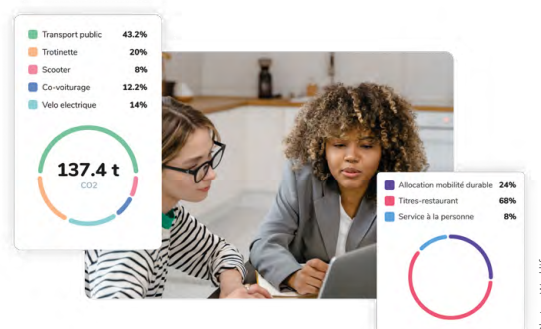 Transport public 43.2%
Trotinette 20%
Scooter 8%
Co-voiturage 12.2%
Velo electrique 14%
137.4 t
CO2
Allocation mobilité durable 24%
Titres-restaurant 68%
Service à la personne 8%